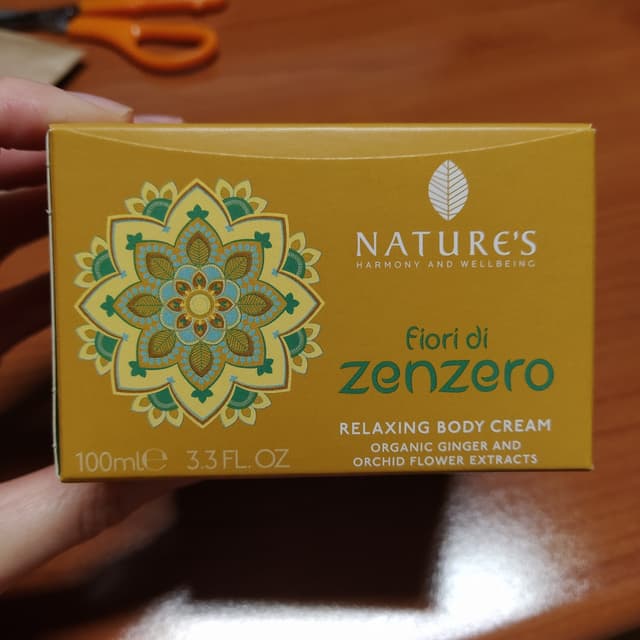 NATURE'S
HARMONY AND WELLBEING
fiori di
zenzero
RELAXING BODY CREAM
ORGANIC GINGER AND
ORCHID FLOWER EXTRACTS
100ml℮ 3.3 FL. OZ